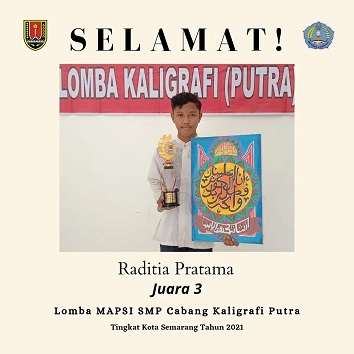 SELAMAT!
LOMBA KALIGRAFI (PUTRA)
Raditia Pratama
Juara 3
Lomba MAPSI SMP Cabang Kaligrafi Putra
Tingkat Kota Semarang Tahun 2021